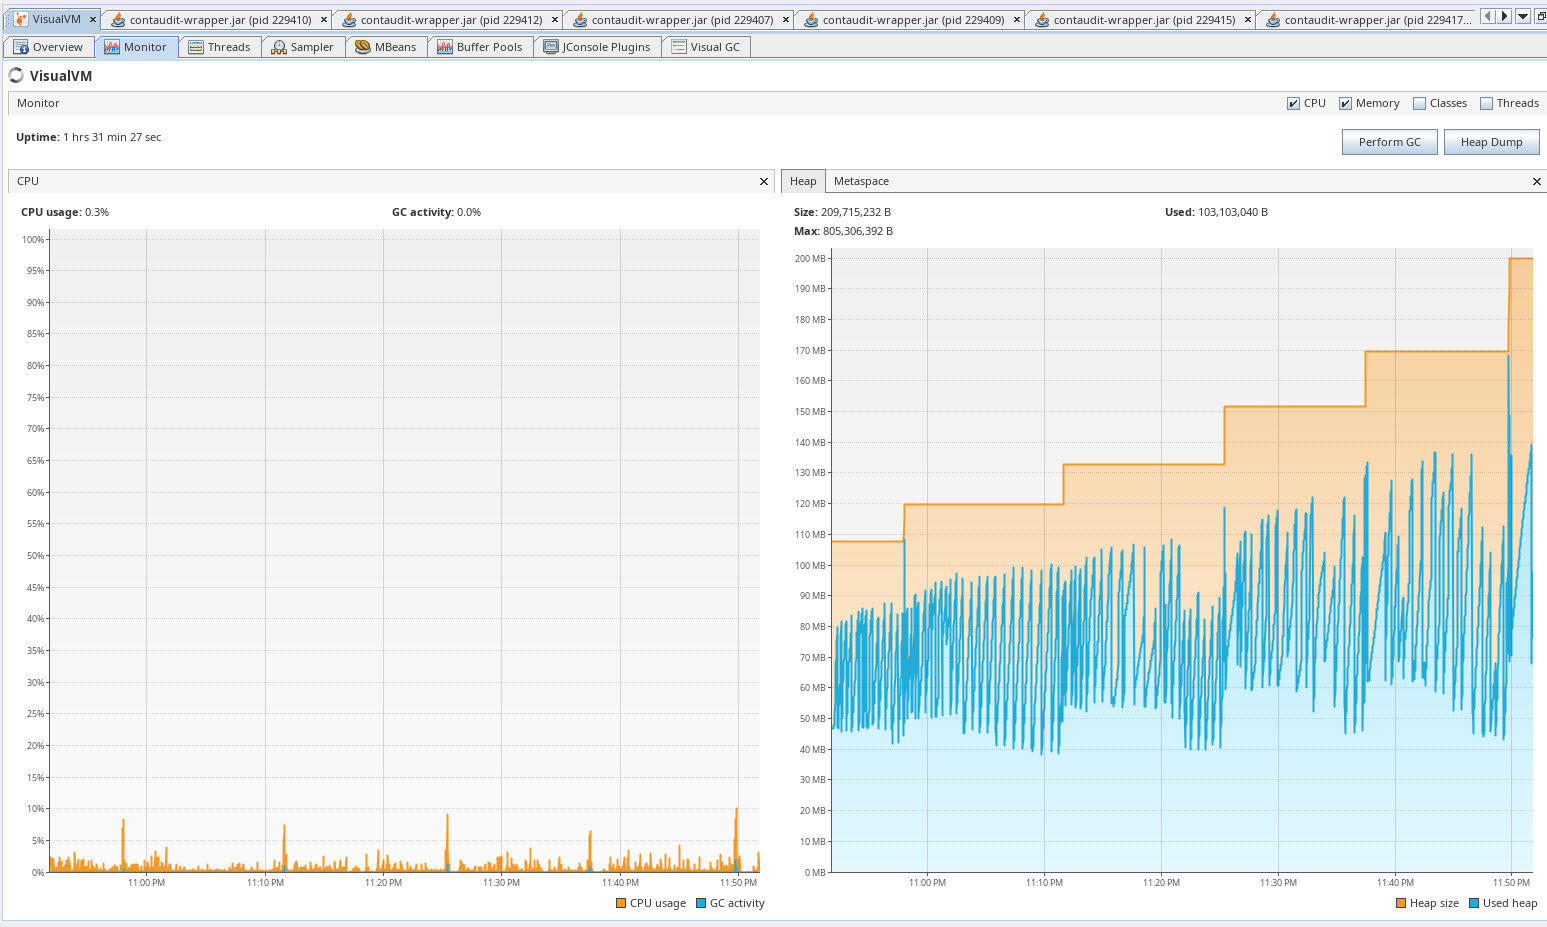 VisualVM contaudit-wrapper.jar (pid 229410) contaudit-wrapper.jar (pid 229412) contaudit-wrapper.jar (pid 229407) contaudit-wrapper.jar (pid 229409) contaudit-wrapper.jar (pid 229415) contaudit-wrapper.jar (pid 229417...
Overview Monitor Threads Sampler MBeans Buffer Pools JConsole Plugins Visual GC
VisualVM
Monitor CPU Memory Classes Threads
Uptime: 1 hrs 31 min 27 sec
Perform GC Heap Dump
CPU
CPU usage: 0.3% GC activity: 0.0%
100%
95%
90%
85%
80%
75%
70%
65%
60%
55%
50%
45%
40%
35%
30%
25%
20%
15%
10%
5%
0%
11:00 PM 11:10 PM 11:20 PM 11:30 PM 11:40 PM 11:50 PM
CPU usage GC activity
Heap Metaspace
Size: 209,715,232 B Used: 103,103,040 B
Max: 805,306,392 B
200 MB
190 MB
180 MB
170 MB
160 MB
150 MB
140 MB
130 MB
120 MB
110 MB
100 MB
90 MB
80 MB
70 MB
60 MB
50 MB
40 MB
30 MB
20 MB
10 MB
0 MB
11:00 PM 11:10 PM 11:20 PM 11:30 PM 11:40 PM 11:50 PM
Heap size Used heap